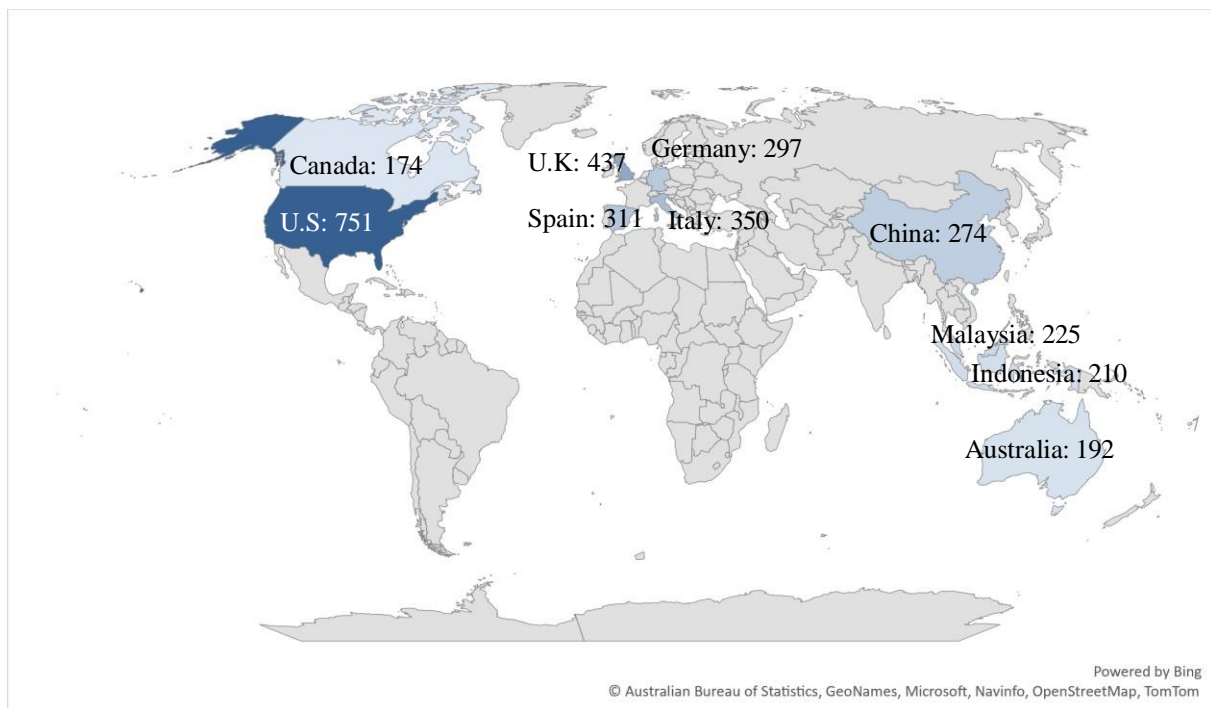 Canada: 174
U.K: 437
Germany: 297
U.S: 751
Spain: 311
Italy: 350
China: 274
Malaysia: 225
Indonesia: 210
Australia: 192
Powered by Bing
© Australian Bureau of Statistics, GeoNames, Microsoft, Navinfo, OpenStreetMap, TomTom